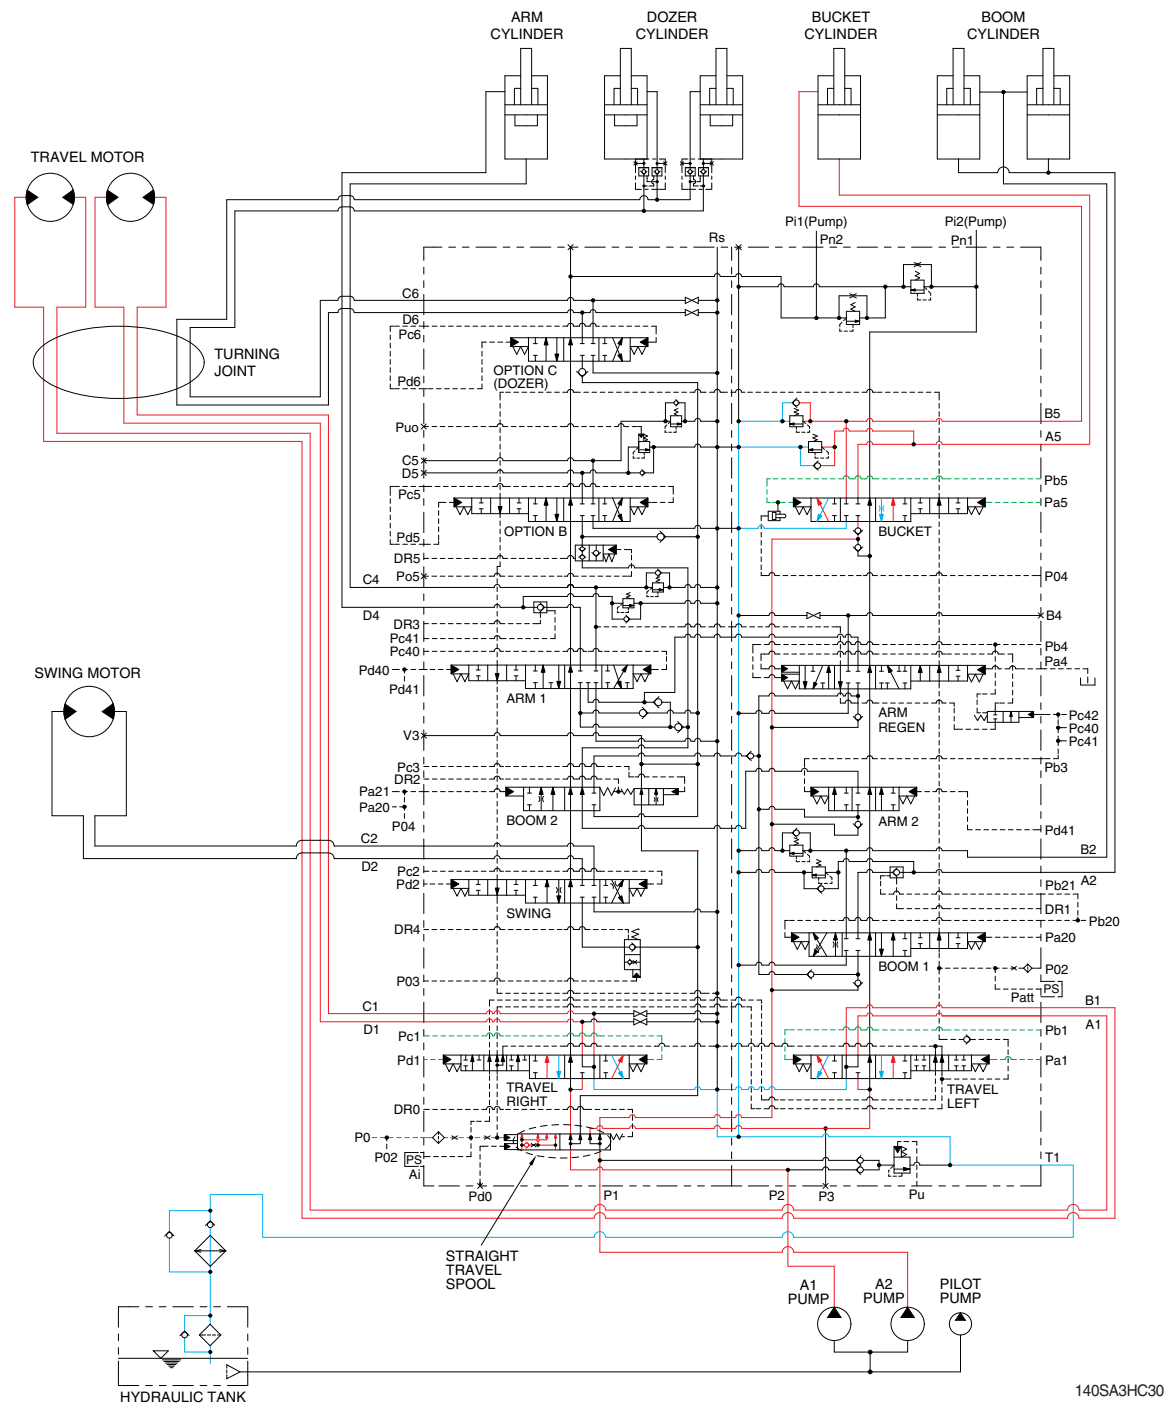 ARM
CYLINDER
DOZER
CYLINDER
BUCKET
CYLINDER
BOOM
CYLINDER
TRAVEL MOTOR
Pi1(Pump)
Pn2
Pi2(Pump)
Pn1
Rs
C6
D6
Pc6
Pd6
OPTION C
(DOZER)
TURNING
JOINT
Puo
C5
D5
Pc5
Pd5
OPTION B
DR5
Po5
B5
A5
Pb5
Pa5
BUCKET
P04
C4
D4
DR3
Pc41
Pc40
Pd40
Pd41
ARM 1
B4
Pb4
Pa4
ARM
REGEN
Pc42
Pc40
Pc41
SWING MOTOR
V3
Pc3
DR2
Pa21
Pa20
P04
BOOM 2
Pb3
ARM 2
Pd41
C2
D2
Pc2
Pd2
SWING
B2
A2
Pb21
DR1
Pb20
Pa20
BOOM 1
DR4
P03
P02
PS
Patt
C1
D1
Pc1
Pd1
TRAVEL
RIGHT
B1
A1
Pb1
Pa1
TRAVEL
LEFT
DR0
P0
P02
PS
Ai
Pd0
P1
P2
P3
Pu
T1
STRAIGHT
TRAVEL
SPOOL
A1
PUMP
A2
PUMP
PILOT
PUMP
HYDRAULIC TANK
140SA3HC30